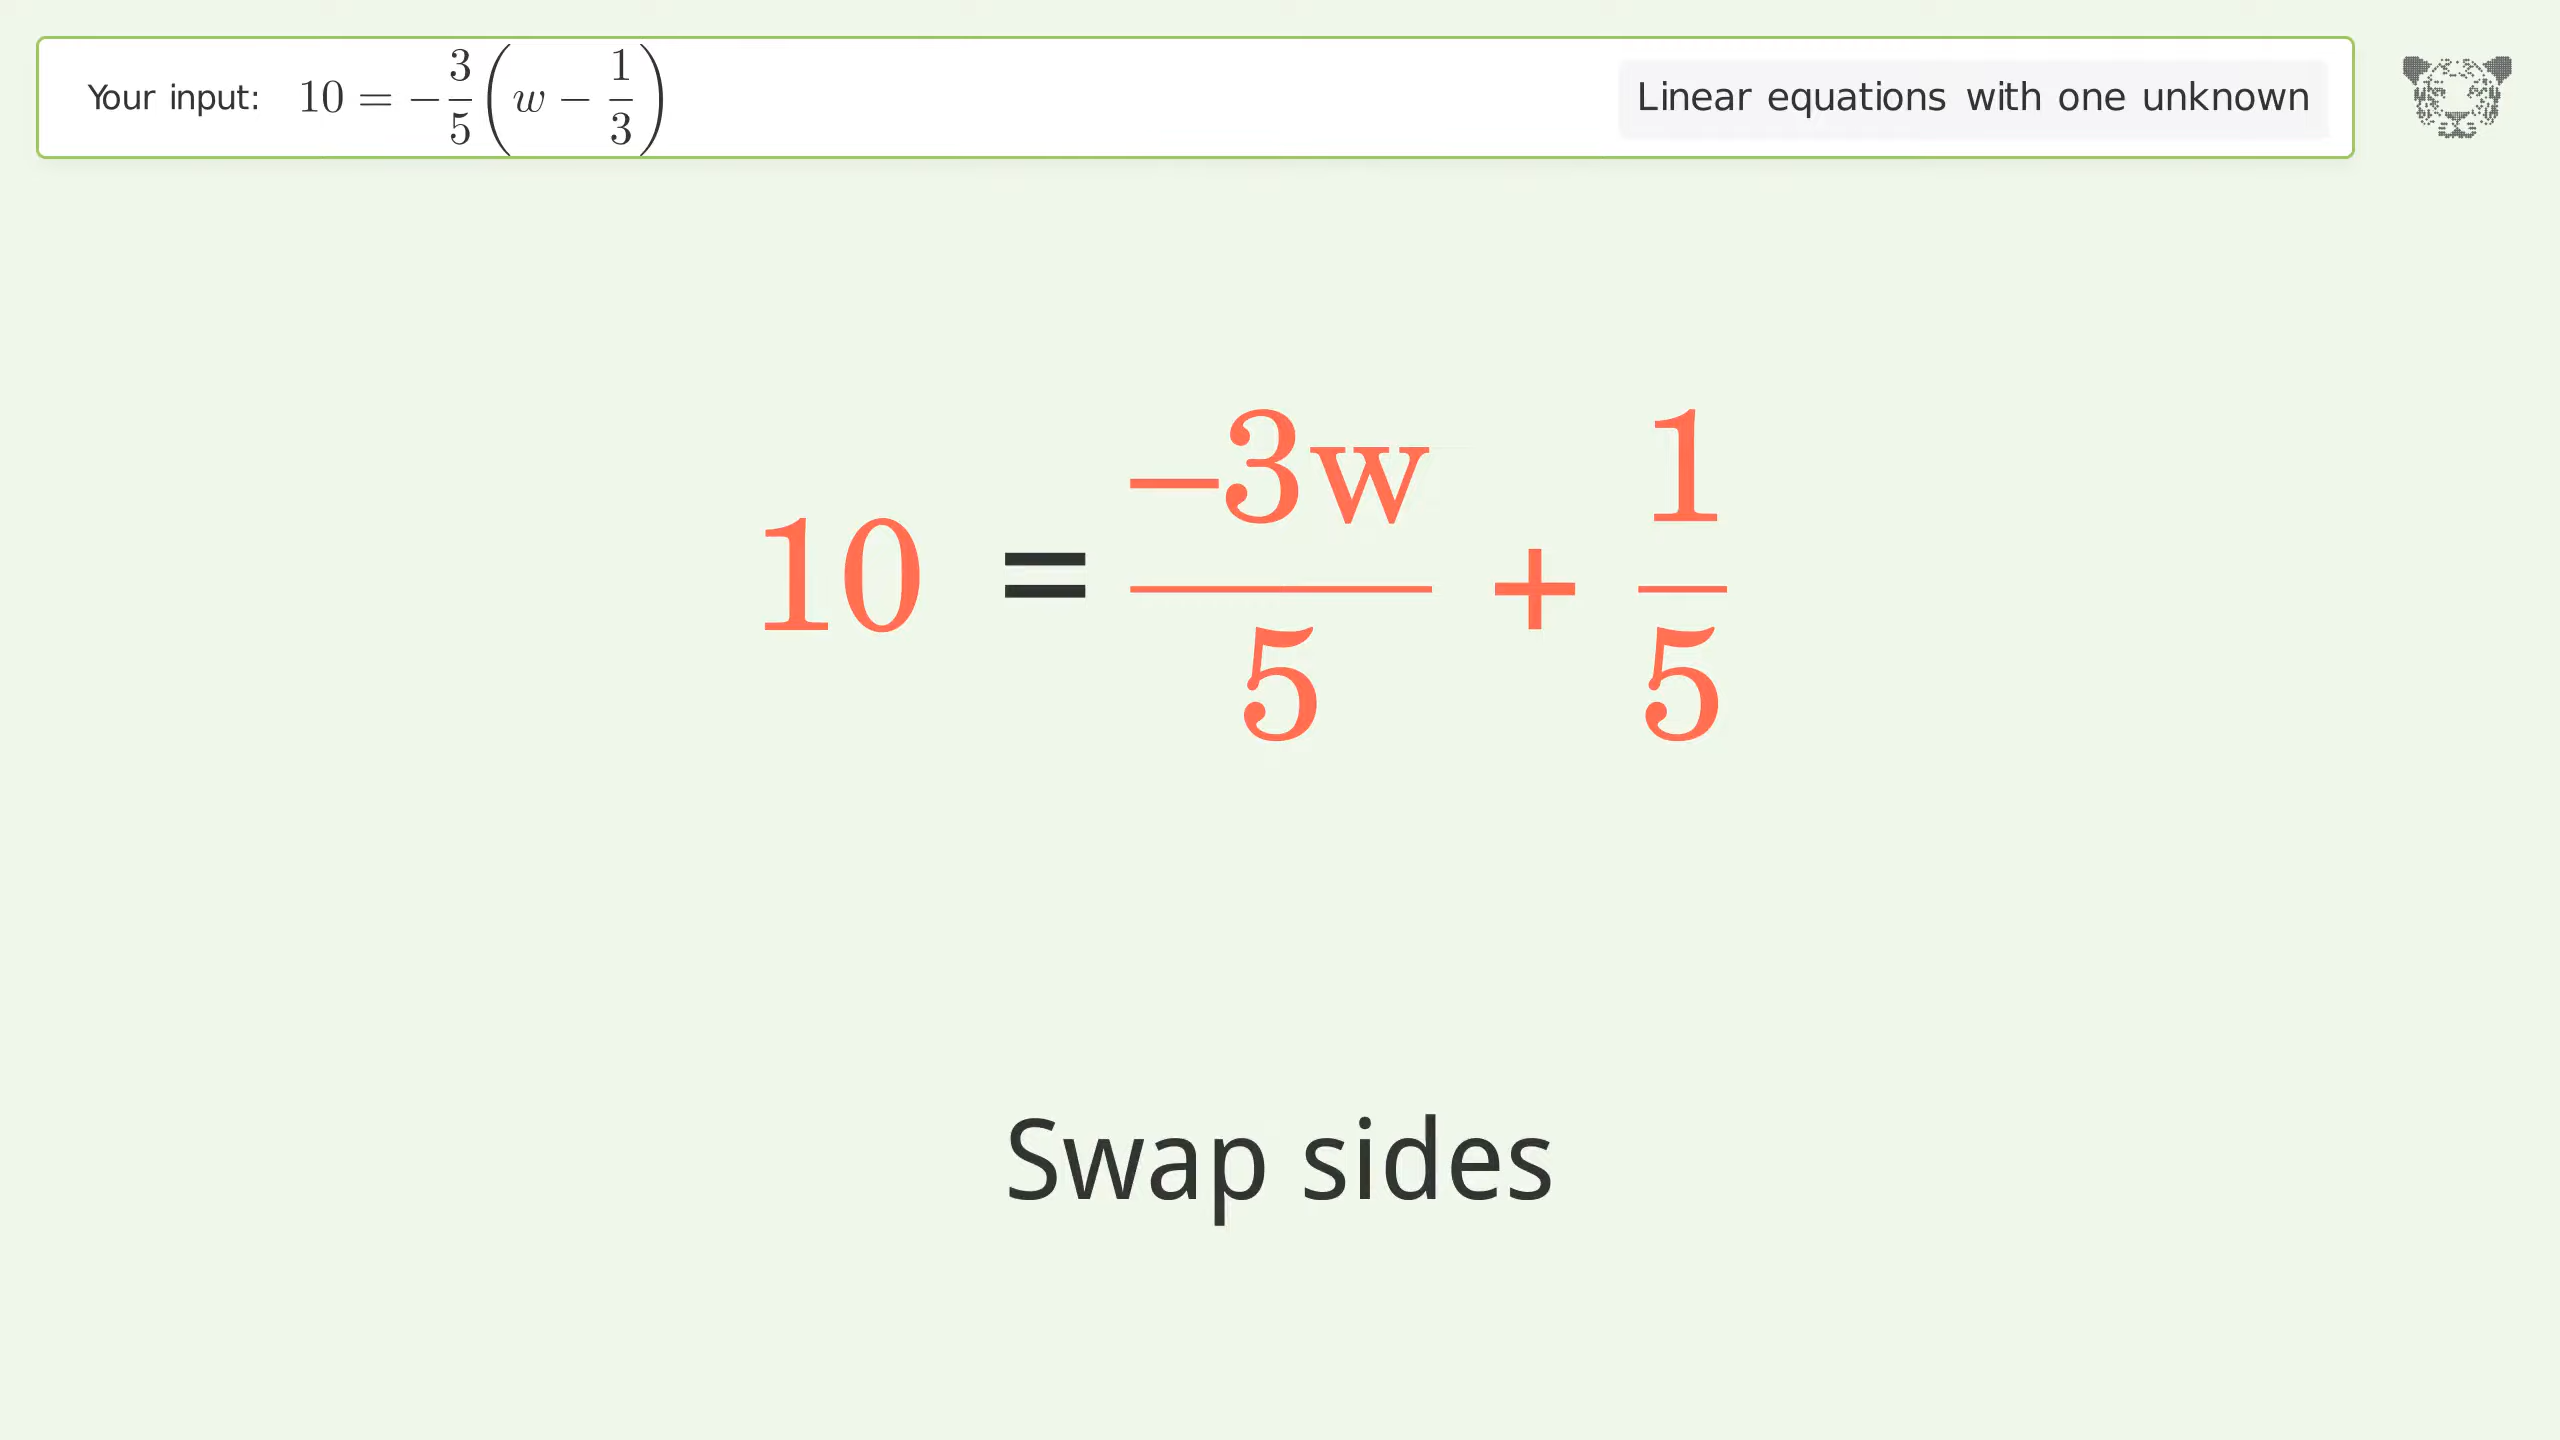 Your input: 10 = -3/5(w - 1/3) Linear equations with one unknown
10 = -3w/5 + 1/5
Swap sides